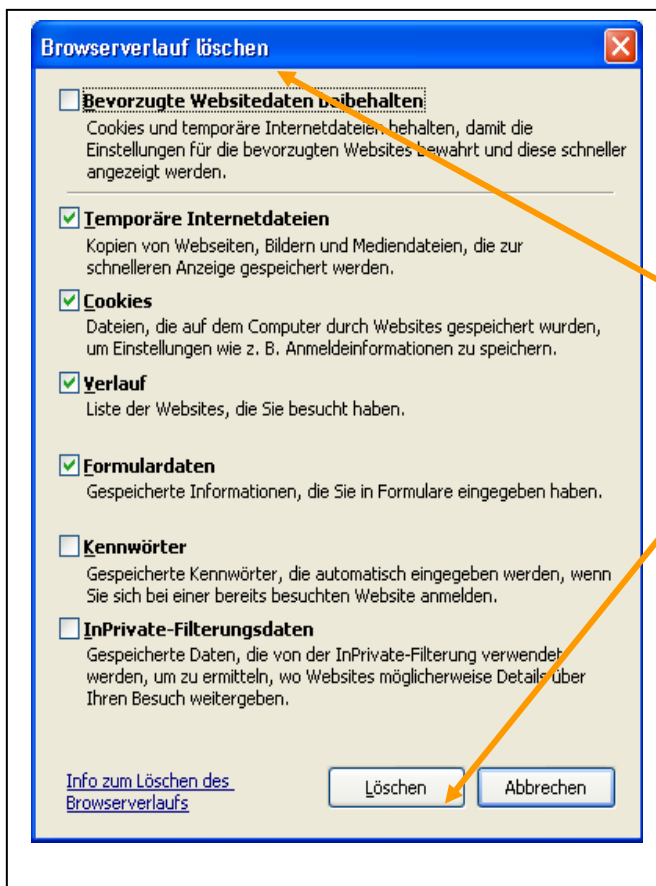 Browserverlauf löschen
Bevorzugte Websitedaten beibehalten
Cookies und temporäre Internetdateien behalten, damit die
Einstellungen für die bevorzugten Websites bewahrt und diese schneller
angezeigt werden.
Temporäre Internetdateien
Kopien von Webseiten, Bildern und Mediendateien, die zur
schnelleren Anzeige gespeichert werden.
Cookies
Dateien, die auf dem Computer durch Websites gespeichert wurden,
um Einstellungen wie z. B. Anmeldeinformationen zu speichern.
Verlauf
Liste der Websites, die Sie besucht haben.
Formulardaten
Gespeicherte Informationen, die Sie in Formulare eingegeben haben.
Kennwörter
Gespeicherte Kennwörter, die automatisch eingegeben werden, wenn
Sie sich bei einer bereits besuchten Website anmelden.
InPrivate-Filterungsdaten
Gespeicherte Daten, die von der InPrivate-Filterung verwendet
werden, um zu ermitteln, wo Websites möglicherweise Details über
Ihren Besuch weitergeben.
Info zum Löschen des
Browserverlaufs
Löschen
Abbrechen